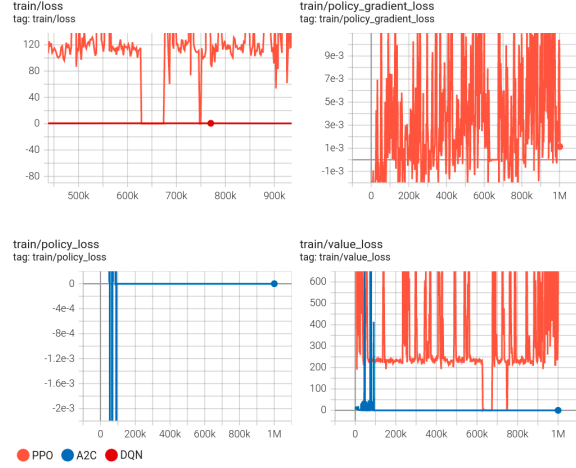 train/loss
tag: train/loss
120
80
40
0
-40
-80
500k 600k 700k 800k 900k
train/policy_gradient_loss
tag: train/policy_gradient_loss
9e-3
7e-3
5e-3
3e-3
1e-3
-1e-3
0 200k 400k 600k 800k 1M
train/policy_loss
tag: train/policy_loss
0
-4e-4
-8e-4
-1.2e-3
-1.6e-3
-2e-3
0 200k 400k 600k 800k 1M
train/value_loss
tag: train/value_loss
600
500
400
300
200
100
0
0 200k 400k 600k 800k 1M
PPO A2C DQN